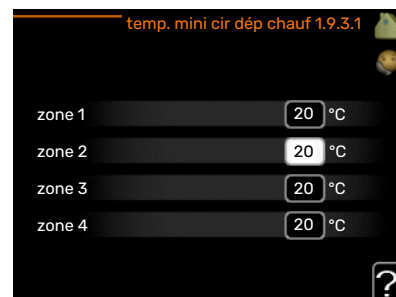 temp. mini cir dép chauf 1.9.3.1
zone 1 20 °C
zone 2 20 °C
zone 3 20 °C
zone 4 20 °C
?